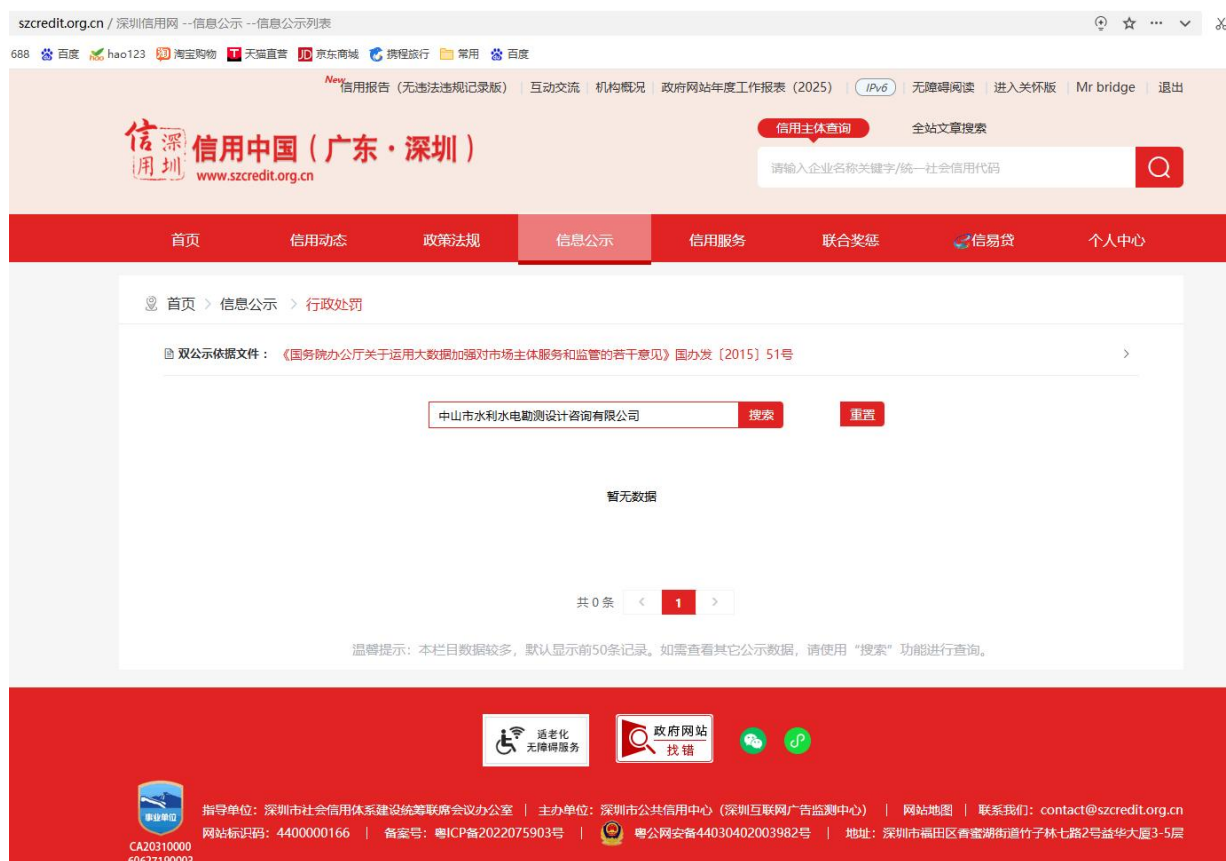 szcredit.org.cn / 深圳信用网 --信息公示 --信息公示列表
688 百度 hao123 淘宝购物 天猫直营 JD 京东商城 携程旅行 常用 百度
New信用报告（无违法违规记录版） 互动交流 机构概况 政府网站年度工作报表（2025） IPv6 无障碍阅读 进入关怀版 Mr bridge 退出
信用深圳 信用中国（广东·深圳）
www.szcredit.org.cn
信用主体查询 全站文章搜索
请输入企业名称关键字/统一社会信用代码
首页 信用动态 政策法规 信息公示 信用服务 联合奖惩 信易贷 个人中心
首页 > 信息公示 > 行政处罚
双公示依据文件： 《国务院办公厅关于运用大数据加强对市场主体服务和监管的若干意见》国办发〔2015〕51号 >
中山市水利水电勘测设计咨询有限公司 搜索 重置
暂无数据
共 0 条 < 1 >
温馨提示：本栏目数据较多，默认显示前50条记录。如需查看其它公示数据，请使用“搜索”功能进行查询。
适老化
无障碍服务
政府网站
找错
事业单位
CA20310000
60627190003
指导单位：深圳市社会信用体系建设统筹联席会议办公室 | 主办单位：深圳市公共信用中心（深圳互联网广告监测中心） | 网站地图 | 联系我们：contact@szcredit.org.cn
网站标识码：4400000166 | 备案号：粤ICP备2022075903号 | 粤公网安备44030402003982号 | 地址：深圳市福田区香蜜湖街道竹子林七路2号益华大厦3-5层